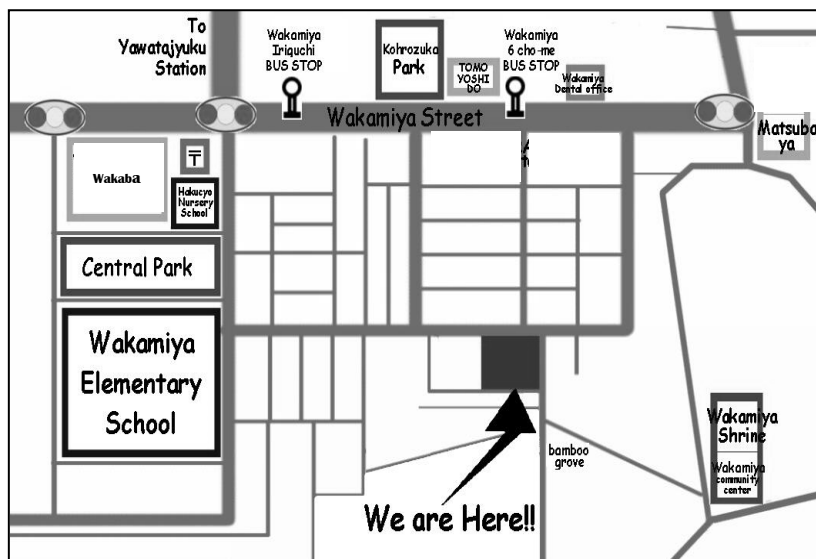 To
Yawatajyuku
Station
Wakamiya
Iriguchi
BUS STOP
Kohrozuka
Park
TOMO
YOSHI
DO
Wakamiya
6 cho-me
BUS STOP
Wakamiya
Dental office
Wakamiya Street
Matsuba
ya
Wakaba
〒
Hakucyo
Nursery
School
Central Park
Wakamiya
Elementary
School
Wakamiya
Shrine
Wakamiya
community
center
bamboo
grove
We are Here!!